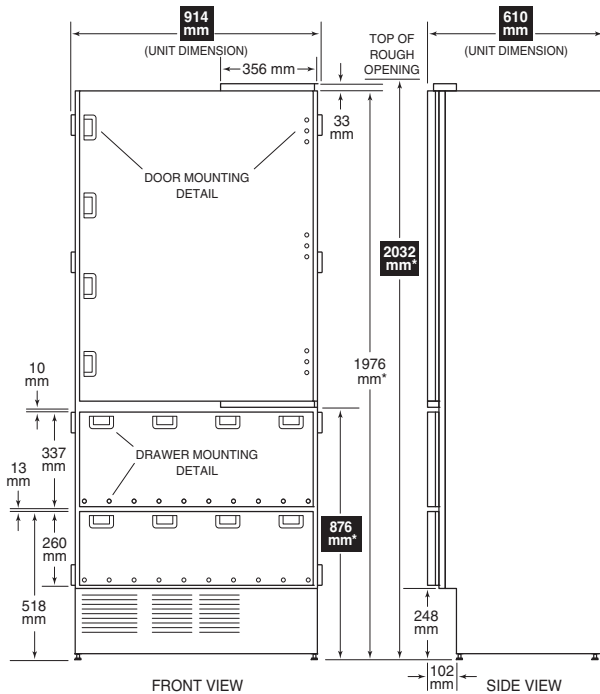 914
mm
(UNIT DIMENSION)
610
mm
(UNIT DIMENSION)
TOP OF
ROUGH
OPENING
356 mm
33
mm
DOOR MOUNTING
DETAIL
2032
mm*
1976
mm*
10
mm
337
mm
DRAWER MOUNTING
DETAIL
13
mm
876
mm*
260
mm
518
mm
248
mm
102
mm
FRONT VIEW
SIDE VIEW